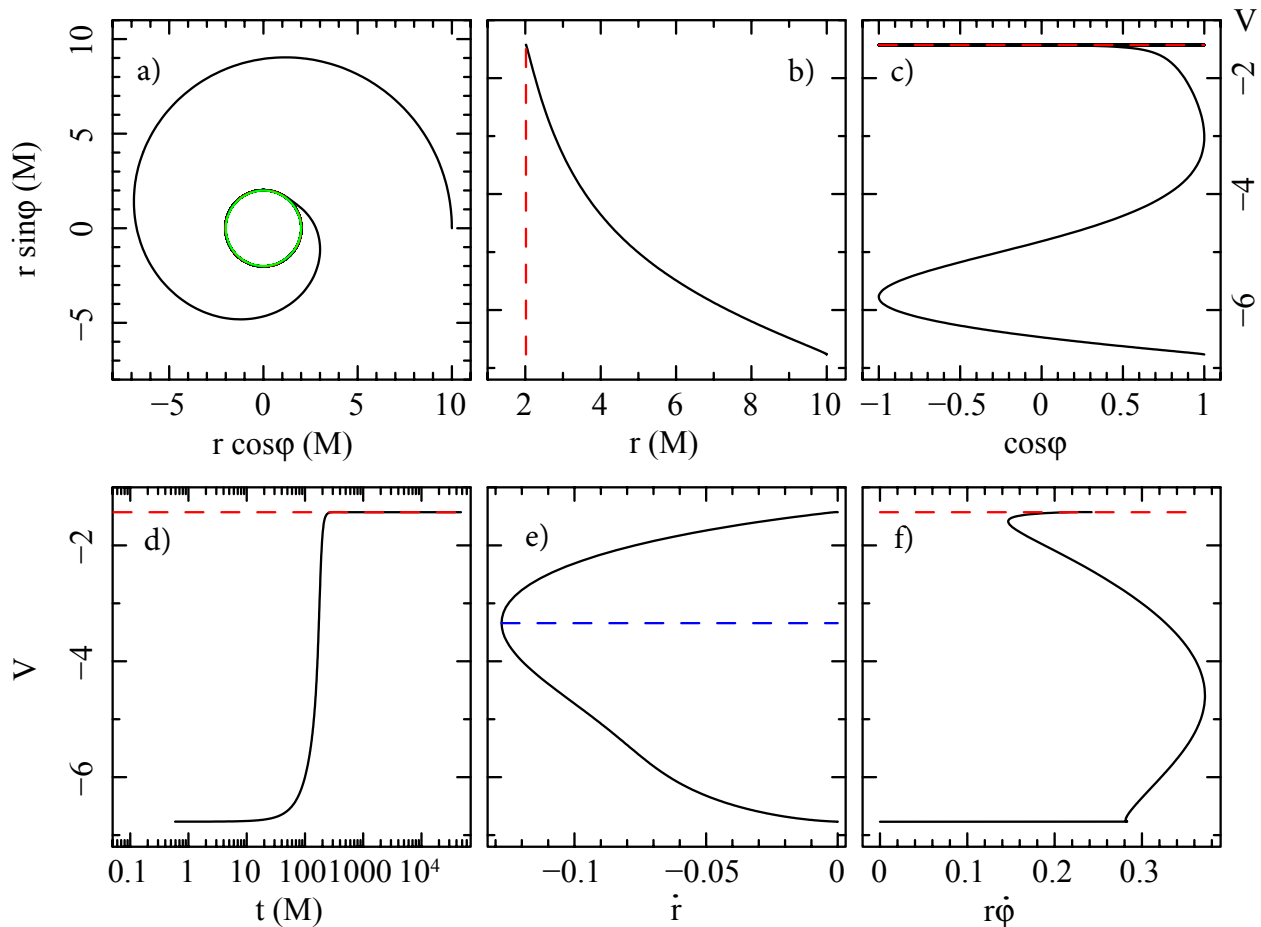 a)
10
5
0
−5
r sinφ (M)
−5 0 5 10
r cosφ (M)
b)
2 4 6 8 10
r (M)
c)
V
−2
−4
−6
−1 −0.5 0 0.5 1
cosφ
d)
−2
−4
−6
V
0.1 1 10 100 1000 10⁴
t (M)
e)
−0.1 −0.05 0
ṙ
f)
0 0.1 0.2 0.3
rφ̇